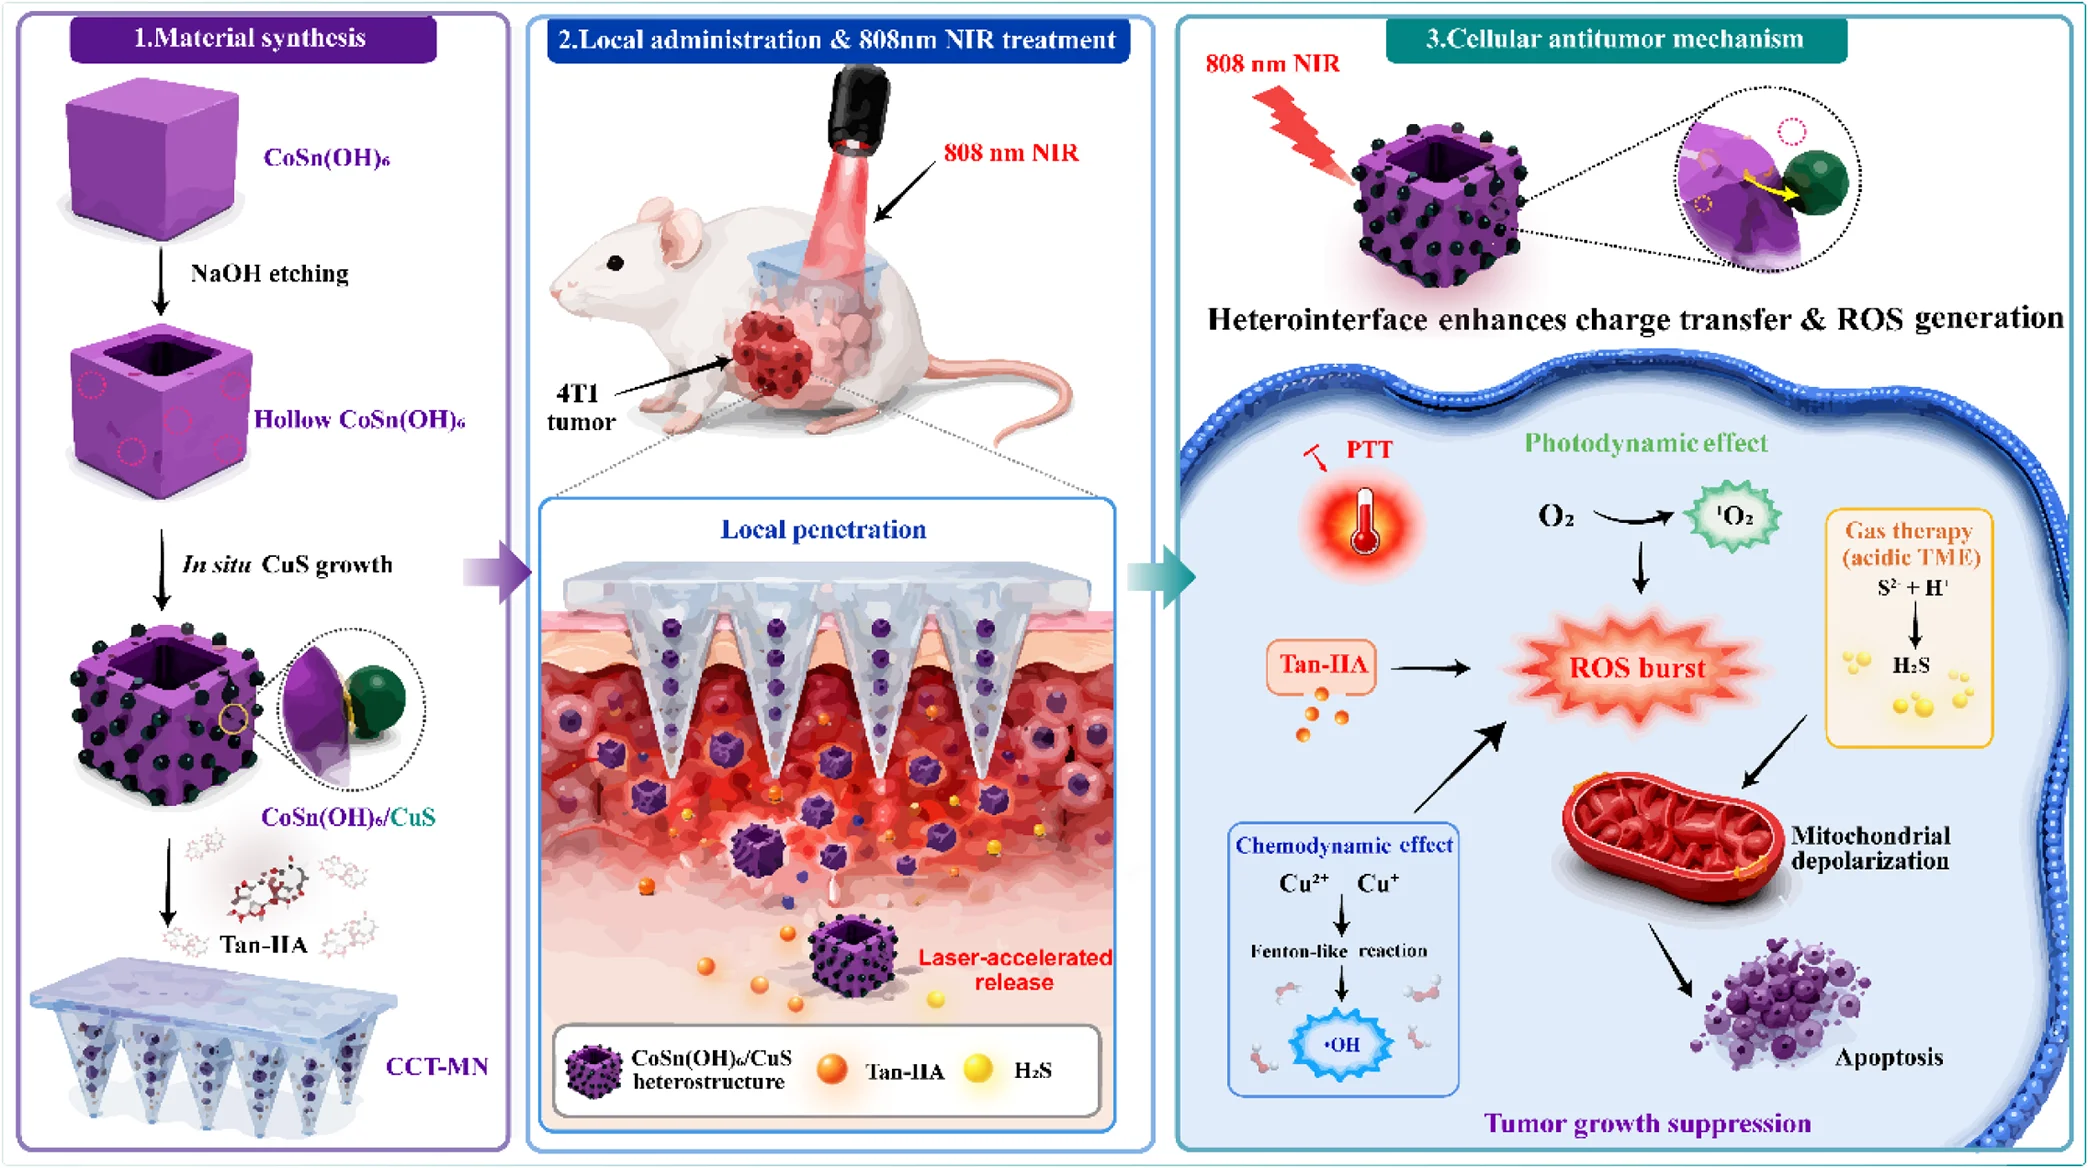 1.Material synthesis
CoSn(OH)₆
NaOH etching
Hollow CoSn(OH)₆
In situ CuS growth
CoSn(OH)₆/CuS
Tan-IIA
CCT-MN
2.Local administration & 808nm NIR treatment
808 nm NIR
4T1
tumor
Local penetration
Laser-accelerated
release
CoSn(OH)₆/CuS
heterostructure
Tan-IIA
H₂S
3.Cellular antitumor mechanism
808 nm NIR
Heterointerface enhances charge transfer & ROS generation
PTT
Photodynamic effect
O₂
¹O₂
Gas therapy
(acidic TME)
S²⁻ + H⁺
H₂S
Tan-IIA
ROS burst
Chemodynamic effect
Cu²⁺ Cu⁺
Fenton-like reaction
•OH
Mitochondrial
depolarization
Apoptosis
Tumor growth suppression